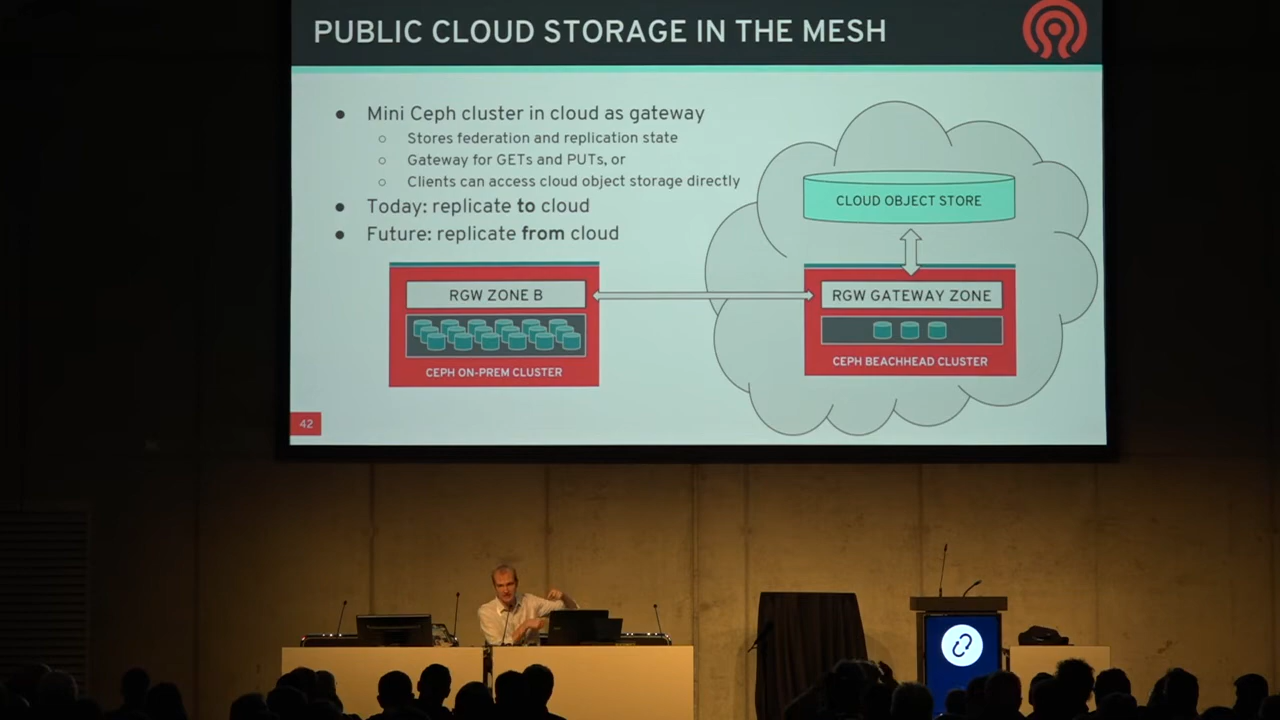 PUBLIC CLOUD STORAGE IN THE MESH
● Mini Ceph cluster in cloud as gateway
○ Stores federation and replication state
○ Gateway for GETs and PUTs, or
○ Clients can access cloud object storage directly
● Today: replicate to cloud
● Future: replicate from cloud
CLOUD OBJECT STORE
RGW ZONE B
RGW GATEWAY ZONE
CEPH ON-PREM CLUSTER
CEPH BEACHHEAD CLUSTER
42